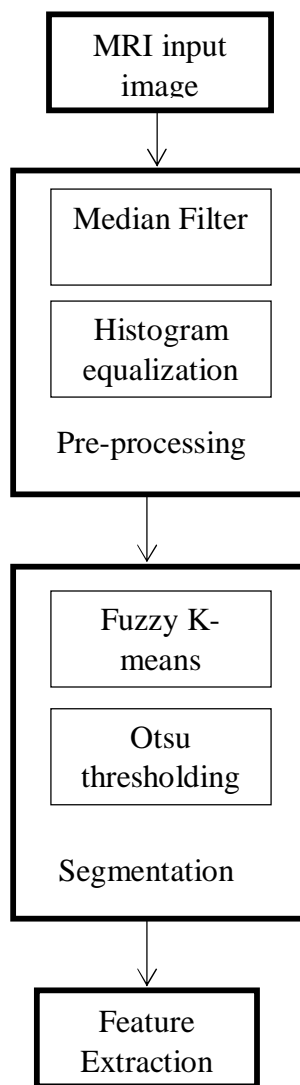 MRI input
image
Median Filter
Histogram
equalization
Pre-processing
Fuzzy K-
means
Otsu
thresholding
Segmentation
Feature
Extraction